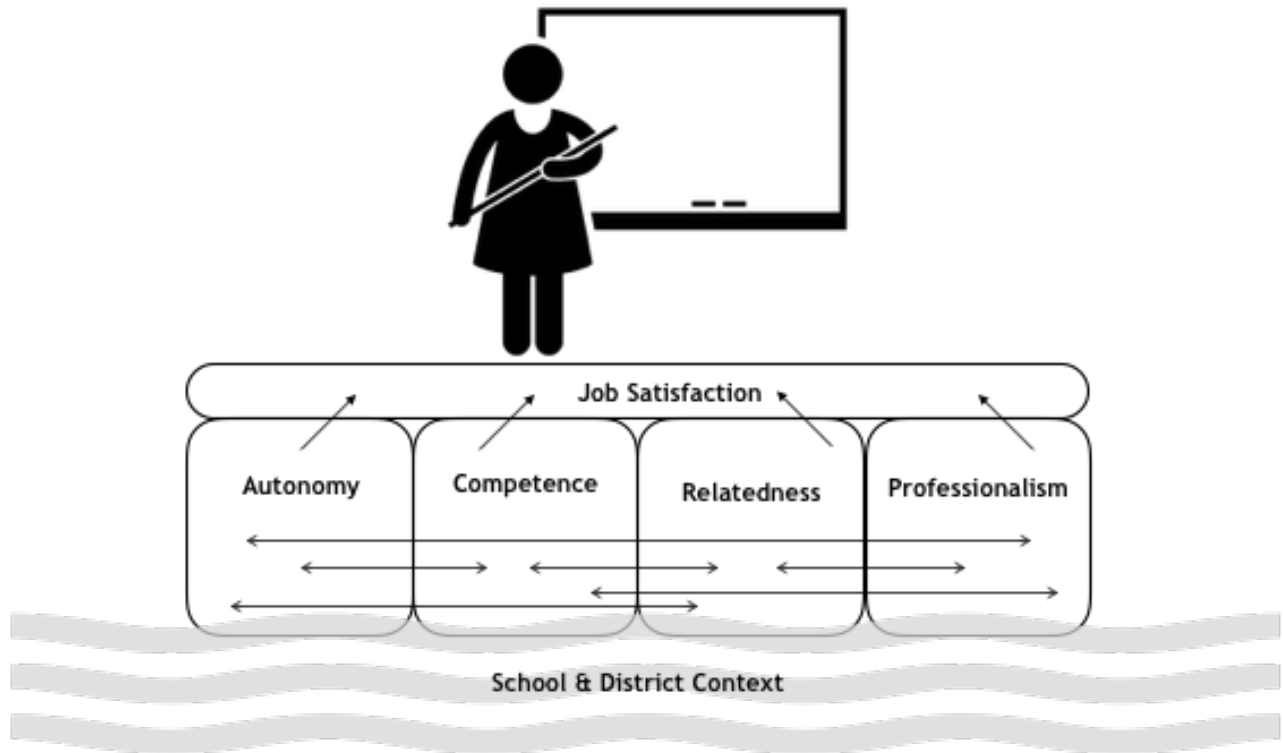 Job Satisfaction
Autonomy
Competence
Relatedness
Professionalism
School & District Context